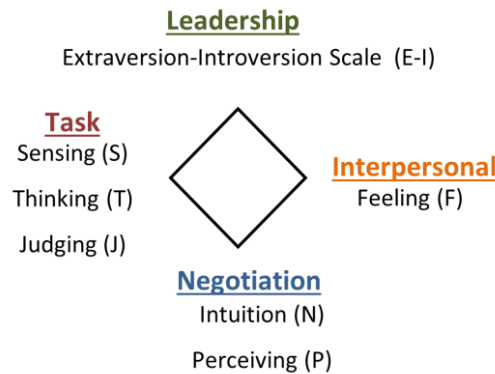 Leadership
Extraversion-Introversion Scale (E-I)
Task
Sensing (S)
Thinking (T)
Judging (J)
Interpersonal
Feeling (F)
Negotiation
Intuition (N)
Perceiving (P)